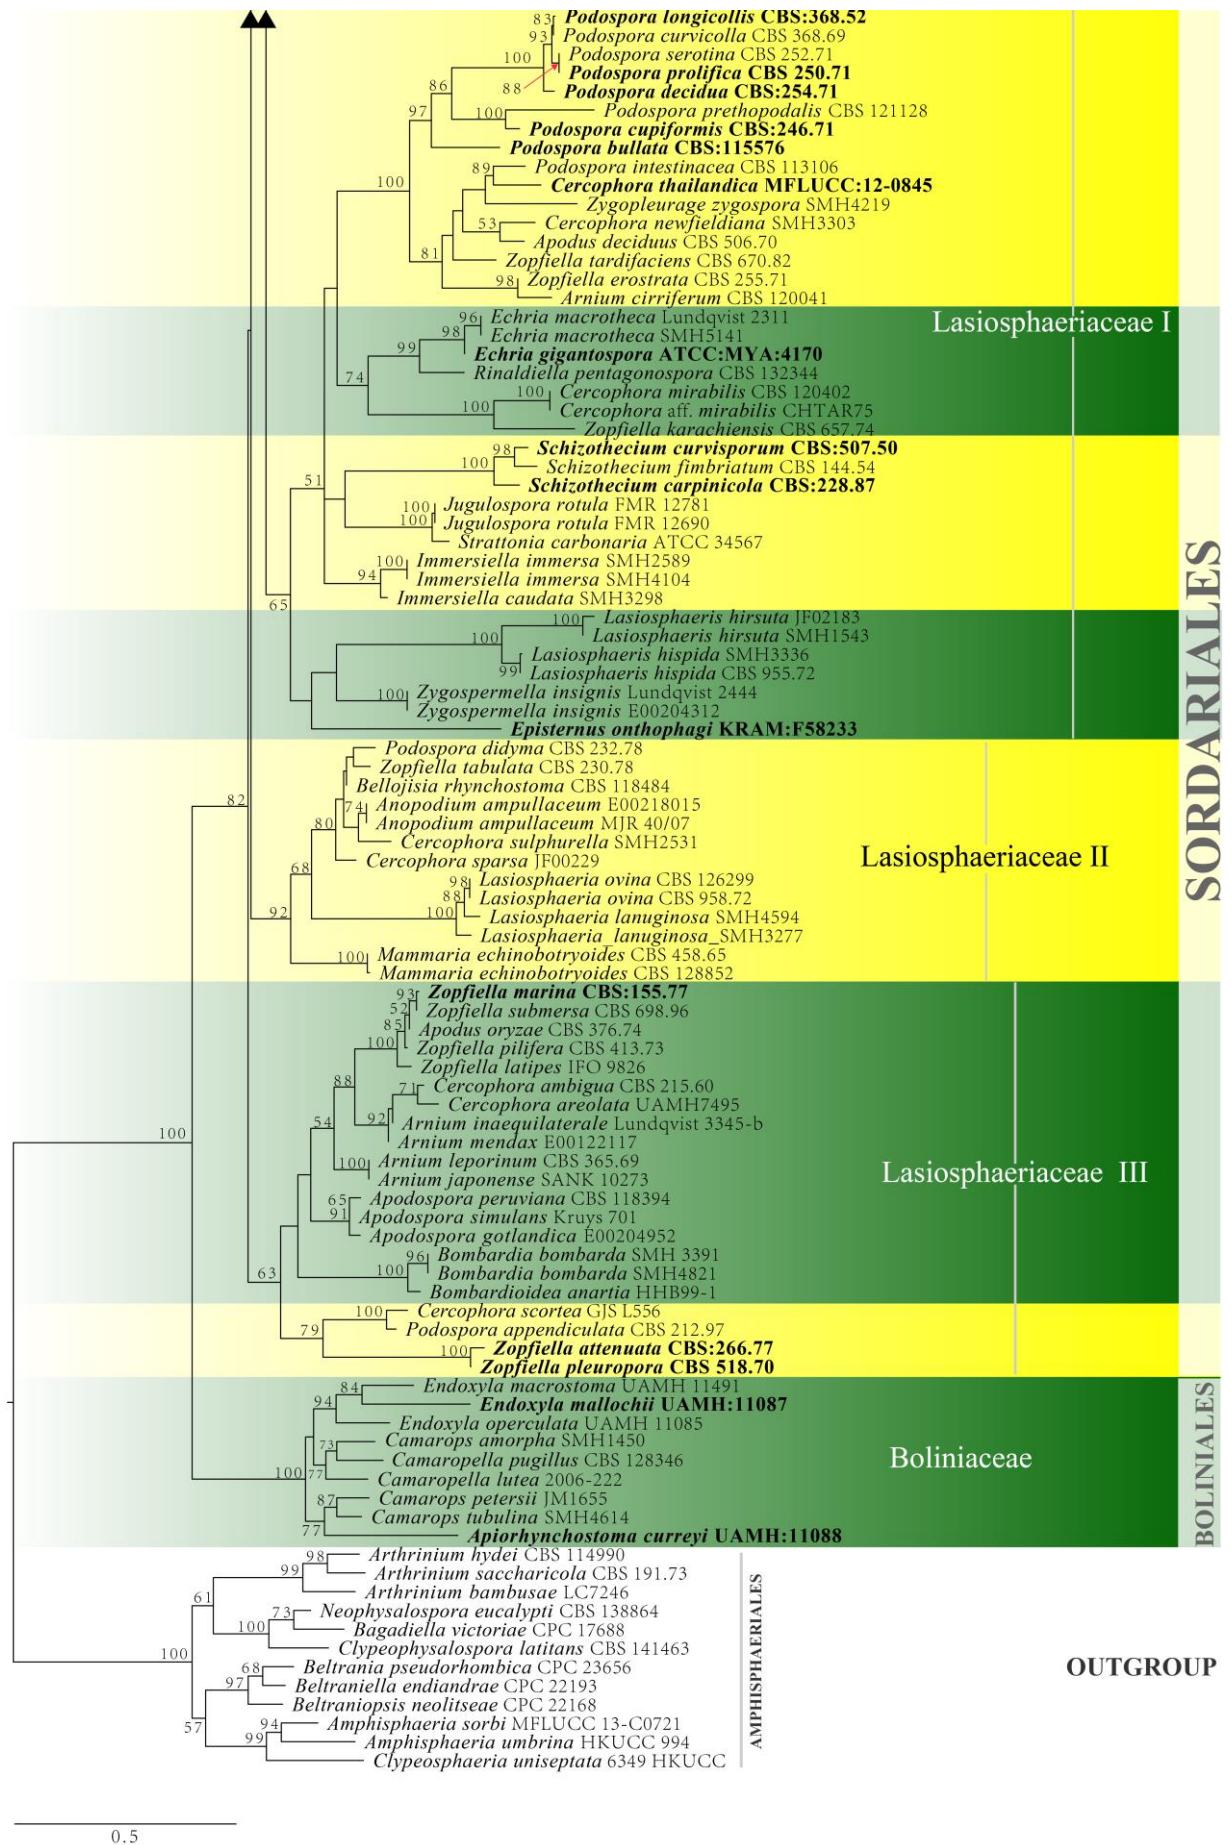 83 Podospora longicollis CBS:368.52
93 Podospora curvicolla CBS 368.69
100 Podospora serotina CBS 252.71
Podospora prolifica CBS 250.71
86 88 Podospora decidua CBS:254.71
97 100 Podospora prethopodalis CBS 121128
Podospora cupiformis CBS:246.71
Podospora bullata CBS:115576
89 Podospora intestinacea CBS 113106
100 Cercophora thailandica MFLUCC:12-0845
Zygopleurage zygospora SMH4219
53 Cercophora newfieldiana SMH3303
Apodus deciduus CBS 506.70
81 Zopfiella tardifaciens CBS 670.82
98 Zopfiella erostrata CBS 255.71
Arnium cirriferum CBS 120041
96 Echria macrotheca Lundqvist 2311
Lasiosphaeriaceae I
98 Echria macrotheca SMH5141
99 Echria gigantospora ATCC:MYA:4170
74 Rinaldiella pentagonospora CBS 132344
100 Cercophora mirabilis CBS 120402
100 Cercophora aff. mirabilis CHTAR75
Zopfiella karachiensis CBS 657.74
98 Schizothecium curvisporum CBS:507.50
100 Schizothecium fimbriatum CBS 144.54
51 Schizothecium carpinicola CBS:228.87
100 Jugulospora rotula FMR 12781
100 Jugulospora rotula FMR 12690
Strattonia carbonaria ATCC 34567
100 Immersiella immersa SMH2589
94 Immersiella immersa SMH4104
65 Immersiella caudata SMH3298
100 Lasiosphaeris hirsuta JF02183
100 Lasiosphaeris hirsuta SMH1543
Lasiosphaeris hispida SMH3336
99 Lasiosphaeris hispida CBS 955.72
100 Zygospermella insignis Lundqvist 2444
Zygospermella insignis E00204312
Episternus onthophagi KRAM:F58233
SORDARIALES
Podospora didyma CBS 232.78
Zopfiella tabulata CBS 230.78
Bellojisia rhynchostoma CBS 118484
82 74 Anopodium ampullaceum E00218015
80 Anopodium ampullaceum MJR 40/07
Cercophora sulphurella SMH2531
Cercophora sparsa JF00229
Lasiosphaeriaceae II
68 98 Lasiosphaeria ovina CBS 126299
88 Lasiosphaeria ovina CBS 958.72
92 100 Lasiosphaeria lanuginosa SMH4594
Lasiosphaeria_lanuginosa_SMH3277
100 Mammaria echinobotryoides CBS 458.65
Mammaria echinobotryoides CBS 128852
93 Zopfiella marina CBS:155.77
52 Zopfiella submersa CBS 698.96
85 Apodus oryzae CBS 376.74
100 Zopfiella pilifera CBS 413.73
Zopfiella latipes IFO 9826
88 71 Cercophora ambigua CBS 215.60
Cercophora areolata UAMH7495
54 92 Arnium inaequilaterale Lundqvist 3345-b
100 Arnium mendax E00122117
100 Arnium leporinum CBS 365.69
Arnium japonense SANK 10273
Lasiosphaeriaceae III
65 Apodospora peruviana CBS 118394
91 Apodospora simulans Kruys 701
Apodospora gotlandica E00204952
96 Bombardia bombarda SMH 3391
63 100 Bombardia bombarda SMH4821
Bombardioidea anartia HHB99-1
100 Cercophora scortea GJS L556
79 Podospora appendiculata CBS 212.97
100 Zopfiella attenuata CBS:266.77
Zopfiella pleuropora CBS 518.70
84 Endoxyla macrostoma UAMH 11491
94 Endoxyla mallochii UAMH:11087
Endoxyla operculata UAMH 11085
73 Camarops amorpha SMH1450
Camaropella pugillus CBS 128346
Boliniaceae
BOLINIALES
100 77 Camaropella lutea 2006-222
87 Camarops petersii JM1655
Camarops tubulina SMH4614
77 Apiorhynchostoma curreyi UAMH:11088
98 Arthrinium hydei CBS 114990
99 Arthrinium saccharicola CBS 191.73
61 Arthrinium bambusae LC7246
73 Neophysalospora eucalypti CBS 138864
100 Bagadiella victoriae CPC 17688
100 Clypeophysalospora latitans CBS 141463
68 Beltrania pseudorhombica CPC 23656
97 Beltraniella endiandrae CPC 22193
Beltraniopsis neolitseae CPC 22168
57 94 Amphisphaeria sorbi MFLUCC 13-C0721
99 Amphisphaeria umbrina HKUCC 994
Clypeosphaeria uniseptata 6349 HKUCC
AMPHISPHAERIALES
OUTGROUP
0.5